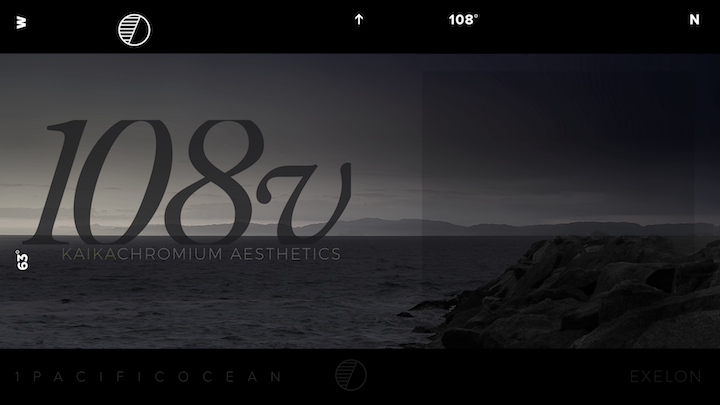 W ↑ 108° N
108v
KAIKACHROMIUM AESTHETICS
63°
1PACIFICOCEAN EXELON